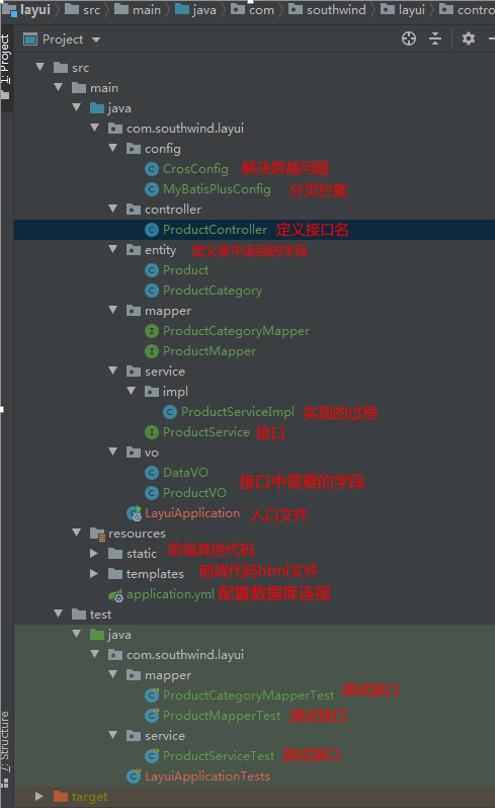 layui src main java com southwind layui contro
Project
1: Project
src
main
java
com.southwind.layui
config
CrosConfig 解决跨越问题
MyBatisPlusConfig 分页拦截
controller
ProductController 定义接口名
entity 定义类中返回的字段
Product
ProductCategory
mapper
ProductCategoryMapper
ProductMapper
service
impl
ProductServiceImpl 实现的过程
ProductService 接口
vo
DataVO
接口中需要的字段
ProductVO
LayuiApplication 入口文件
resources
static 前端其他代码
templates 前端代码html文件
application.yml 配置数据库连接
test
java
com.southwind.layui
mapper
ProductCategoryMapperTest 测试接口
ProductMapperTest 测试接口
service
ProductServiceTest 测试接口
LayuiApplicationTests
7: Structure
target